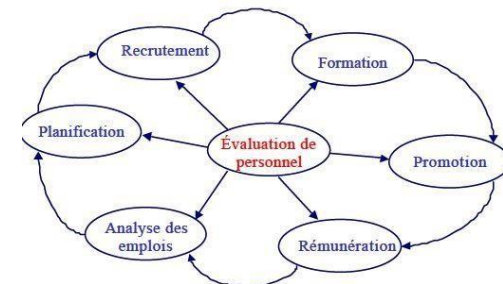 Recrutement
Formation
Planification
Évaluation de
personnel
Promotion
Analyse des
emplois
Rémunération